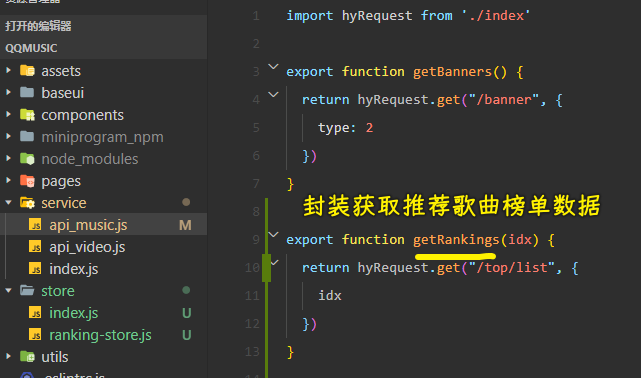 资源管理器
打开的编辑器
QQMUSIC
assets
baseui
components
miniprogram_npm
node_modules
pages
service
JS api_music.js M
JS api_video.js
JS index.js
store
JS index.js U
JS ranking-store.js U
utils
.eslintrc.js
1 import hyRequest from './index'
2
3 export function getBanners() {
4 return hyRequest.get("/banner", {
5 type: 2
6 })
7 }
8
封装获取推荐歌曲榜单数据
9 export function getRankings(idx) {
10 return hyRequest.get("/top/list", {
11 idx
12 })
13 }
14